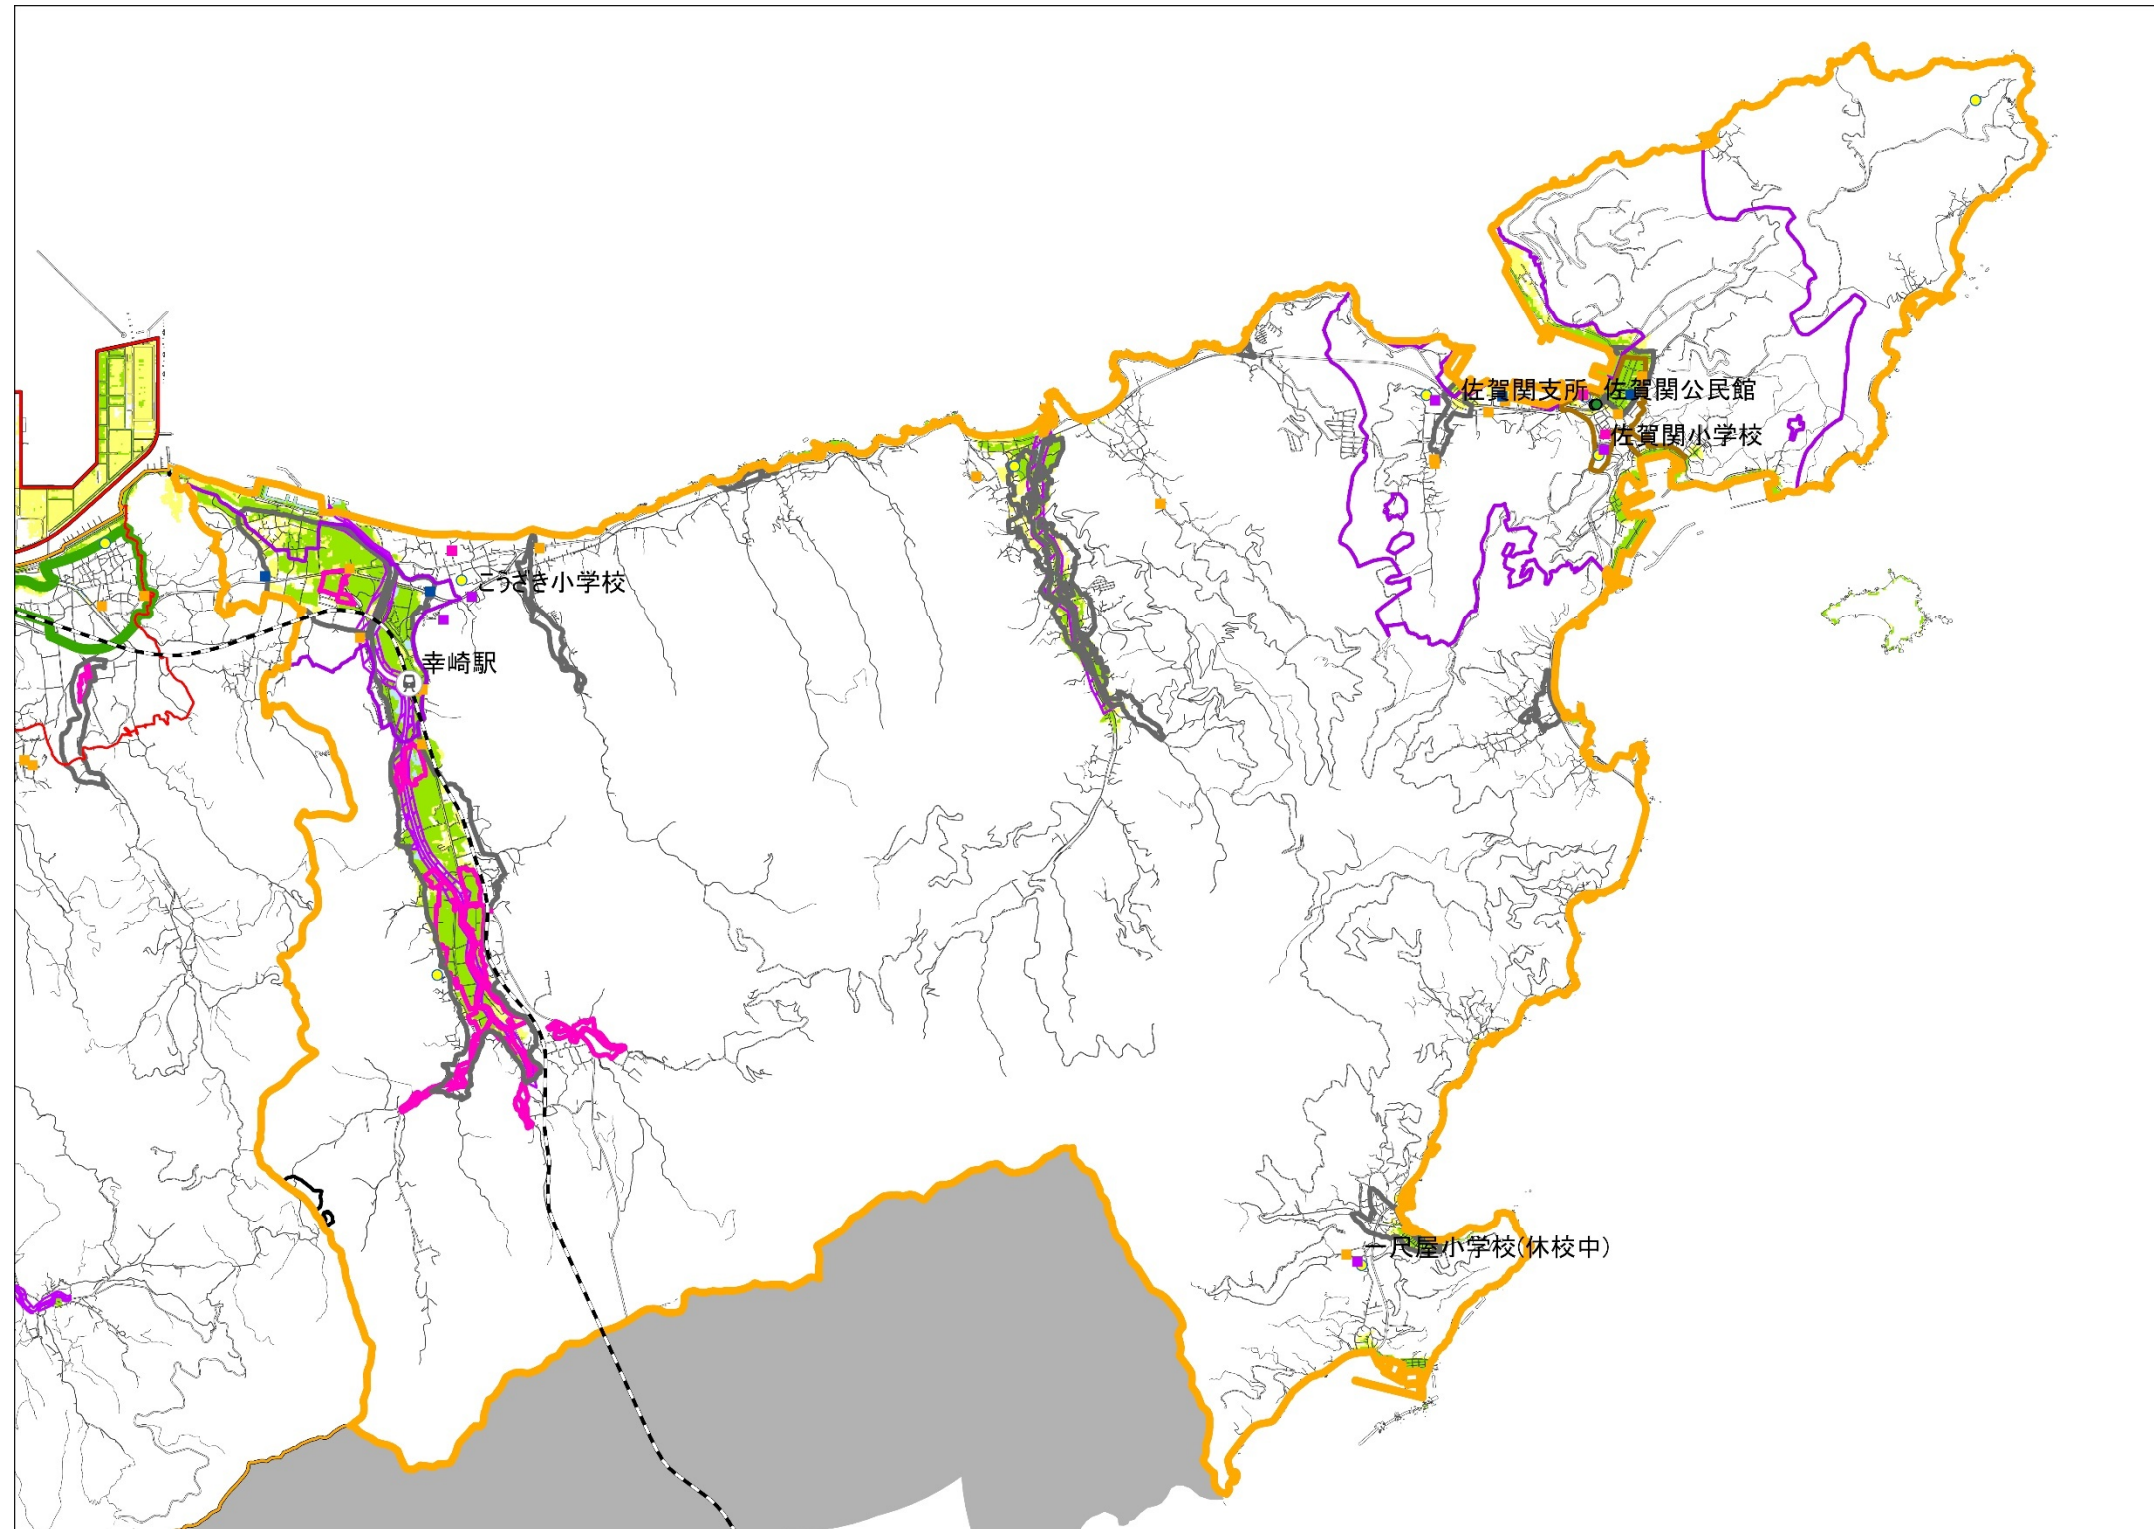 佐賀関支所
佐賀関公民館
佐賀関小学校
こうざき小学校
幸崎駅
一尺屋小学校(休校中)